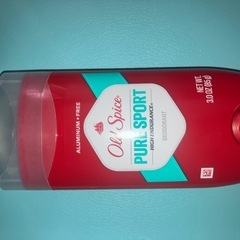 ALUMINUM-FREE
Old Spice
PURE SPORT
HIGH ENDURANCE
DEODORANT
NET WT.
3.0 OZ (85 g)